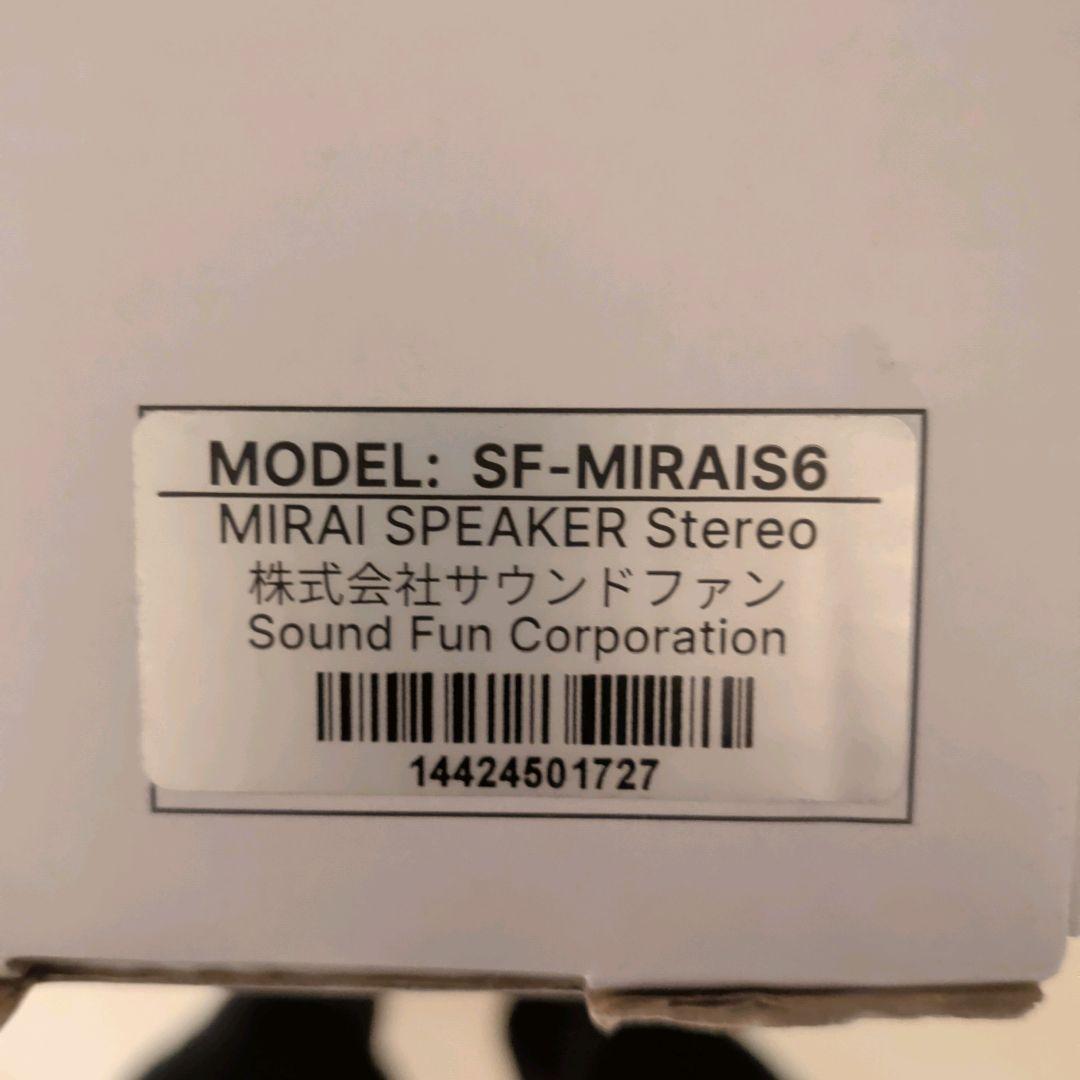 MODEL: SF-MIRAIS6
MIRAI SPEAKER Stereo
株式会社サウンドファン
Sound Fun Corporation
14424501727